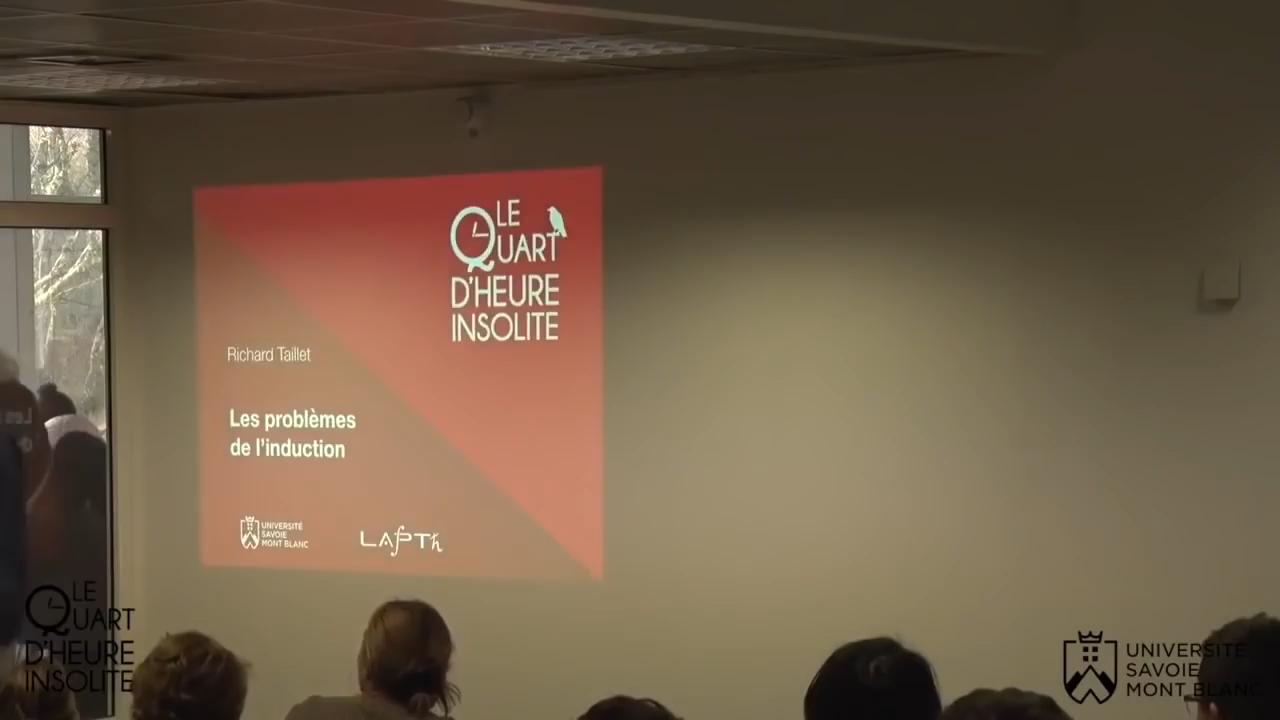 LE
QUART
D'HEURE
INSOLITE
Richard Taillet
Les problèmes
de l'induction
UNIVERSITÉ
SAVOIE
MONT BLANC
LAPTh
LE
QUART
D'HEURE
INSOLITE
UNIVERSITÉ
SAVOIE
MONT BLANC